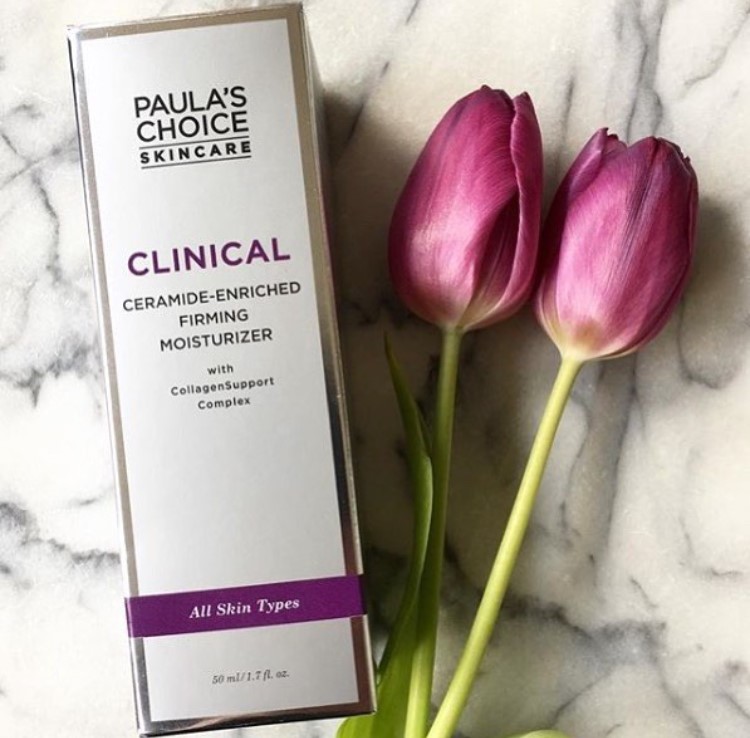 PAULA'S
CHOICE
SKINCARE
CLINICAL
CERAMIDE-ENRICHED
FIRMING
MOISTURIZER
with
CollagenSupport
Complex
All Skin Types
50 ml/1.7 fl. oz.